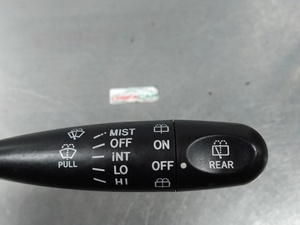 MIST
OFF
INT
LO
HI
PULL
ON
OFF
REAR